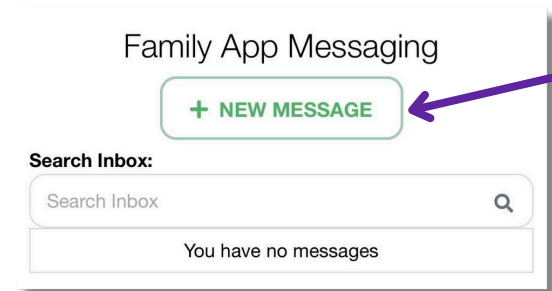 Family App Messaging
+ NEW MESSAGE
Search Inbox:
Search Inbox
You have no messages